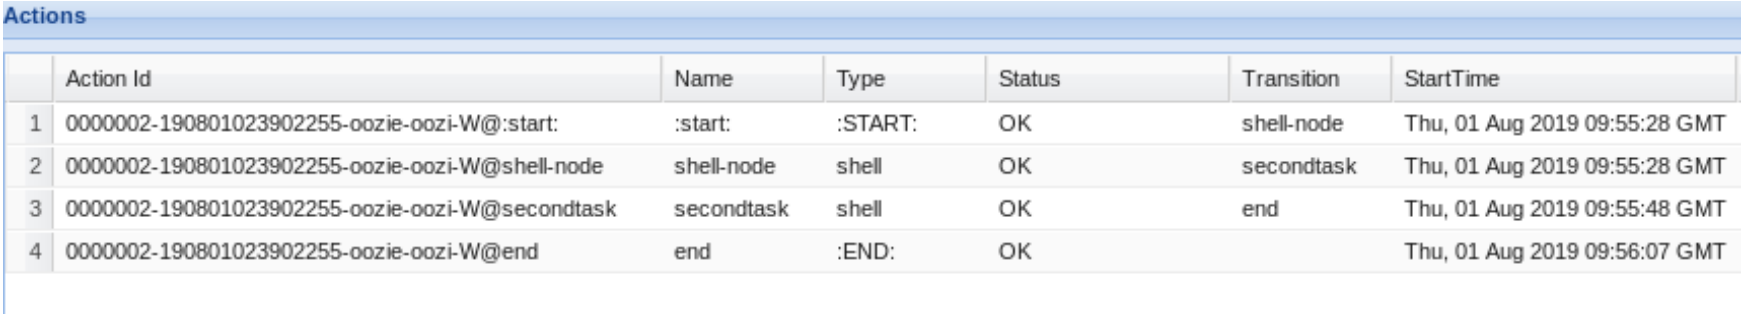 Actions
Action Id Name Type Status Transition StartTime
1 0000002-190801023902255-oozie-oozi-W@:start: :start: :START: OK shell-node Thu, 01 Aug 2019 09:55:28 GMT
2 0000002-190801023902255-oozie-oozi-W@shell-node shell-node shell OK secondtask Thu, 01 Aug 2019 09:55:28 GMT
3 0000002-190801023902255-oozie-oozi-W@secondtask secondtask shell OK end Thu, 01 Aug 2019 09:55:48 GMT
4 0000002-190801023902255-oozie-oozi-W@end end :END: OK Thu, 01 Aug 2019 09:56:07 GMT